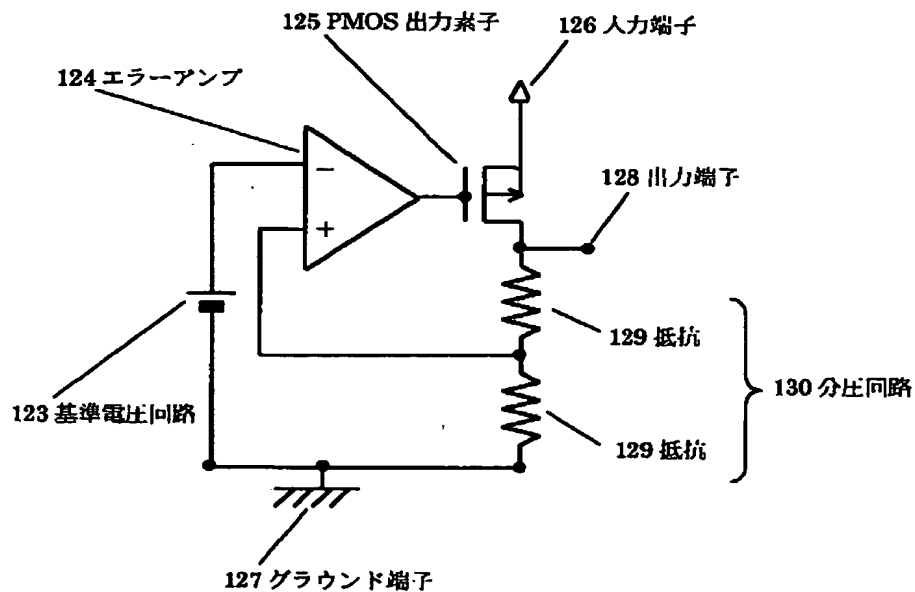 125 PMOS 出力素子
126 入力端子
124 エラーアンプ
128 出力端子
−
+
129 抵抗
130 分圧回路
123 基準電圧回路
129 抵抗
127 グラウンド端子